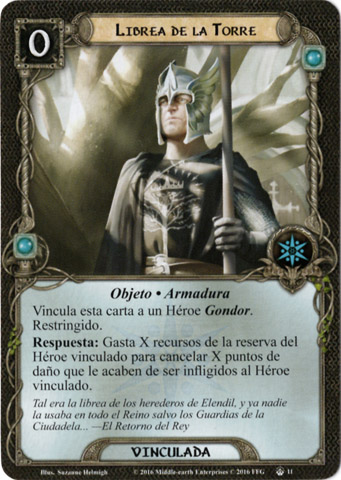 0
LIBREA DE LA TORRE
Objeto • Armadura
Vincula esta carta a un Héroe Gondor.
Restringido.
Respuesta: Gasta X recursos de la reserva del
Héroe vinculado para cancelar X puntos de
daño que le acaben de ser infligidos al Héroe
vinculado.
Tal era la librea de los herederos de Elendil, y ya nadie
la usaba en todo el Reino salvo los Guardias de la
Ciudadela... —El Retorno del Rey
VINCULADA
Illus. Suzanne Helmigh © 2016 Middle-earth Enterprises © 2016 FFG 11